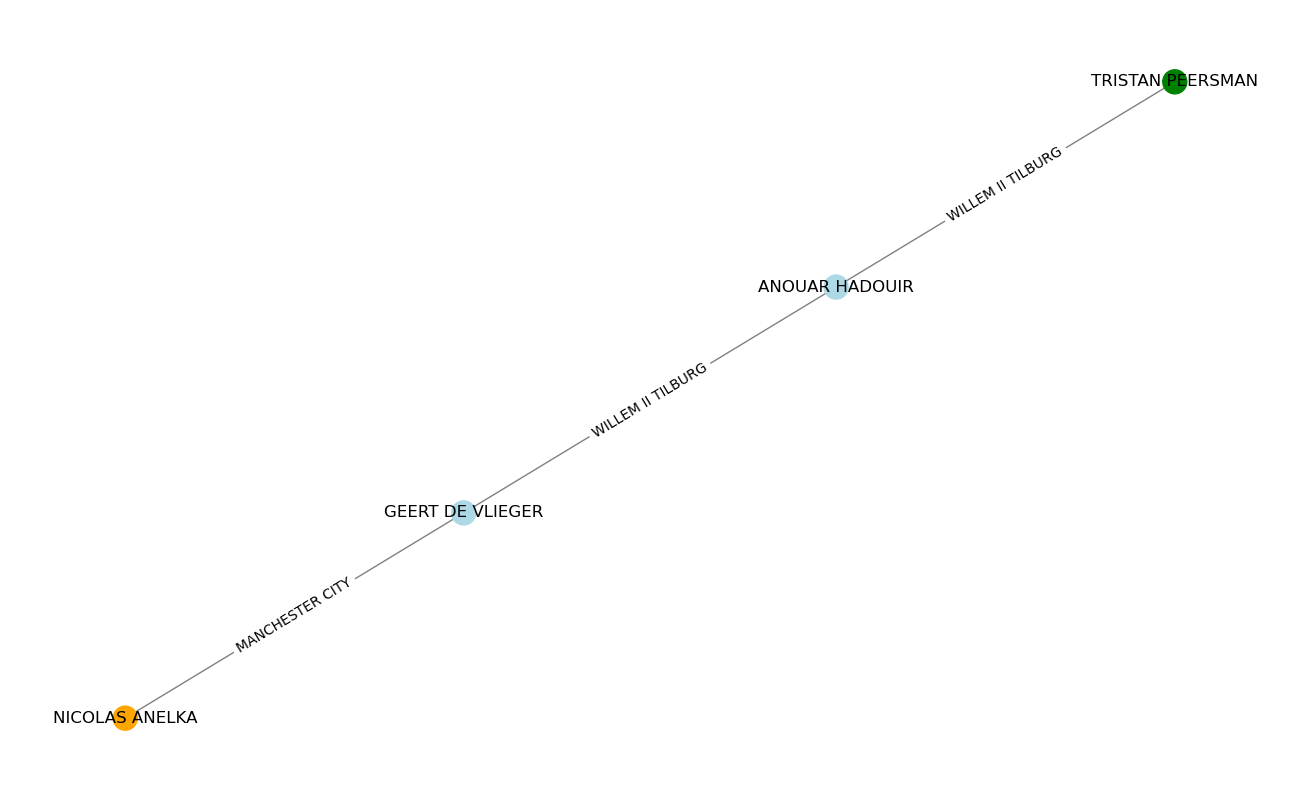 TRISTAN PEERSMAN
WILLEM II TILBURG
ANOUAR HADOUIR
WILLEM II TILBURG
GEERT DE VLIEGER
MANCHESTER CITY
NICOLAS ANELKA